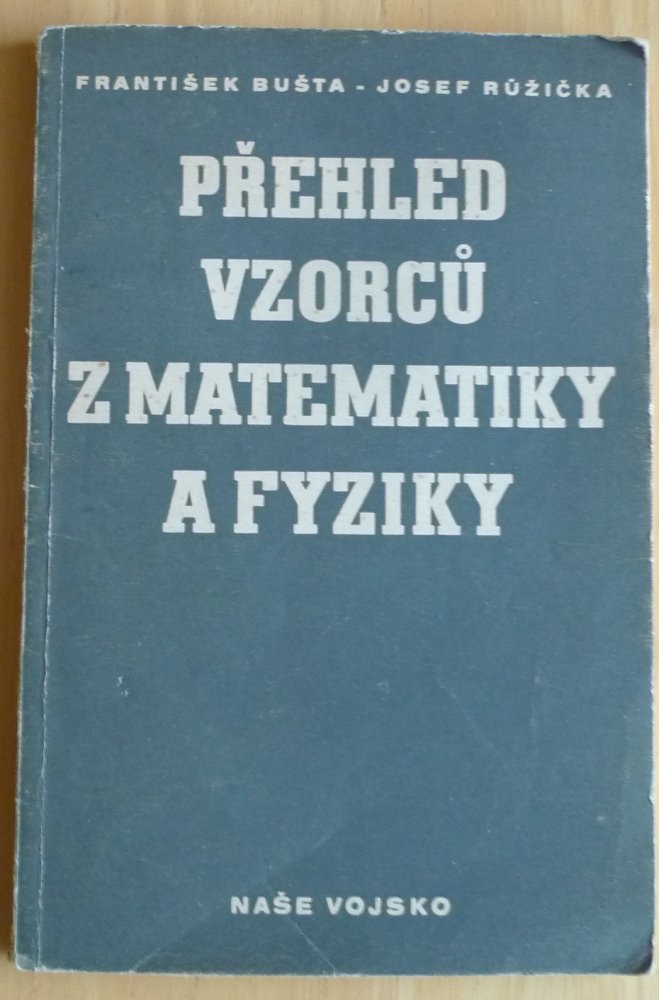 FRANTIŠEK BUŠTA - JOSEF RŮŽIČKA
PŘEHLED
VZORCŮ
Z MATEMATIKY
A FYZIKY
NAŠE VOJSKO